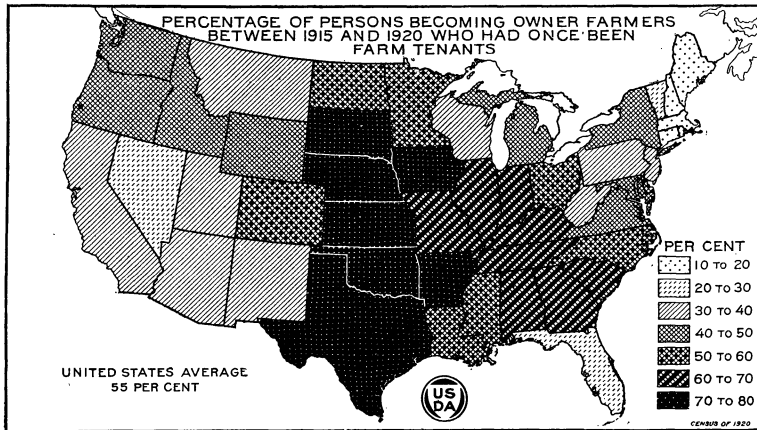 PERCENTAGE OF PERSONS BECOMING OWNER FARMERS
BETWEEN 1915 AND 1920 WHO HAD ONCE BEEN
FARM TENANTS
PER CENT
10 TO 20
20 TO 30
30 TO 40
40 TO 50
50 TO 60
60 TO 70
70 TO 80
UNITED STATES AVERAGE
55 PER CENT
US
DA
CENSUS OF 1920